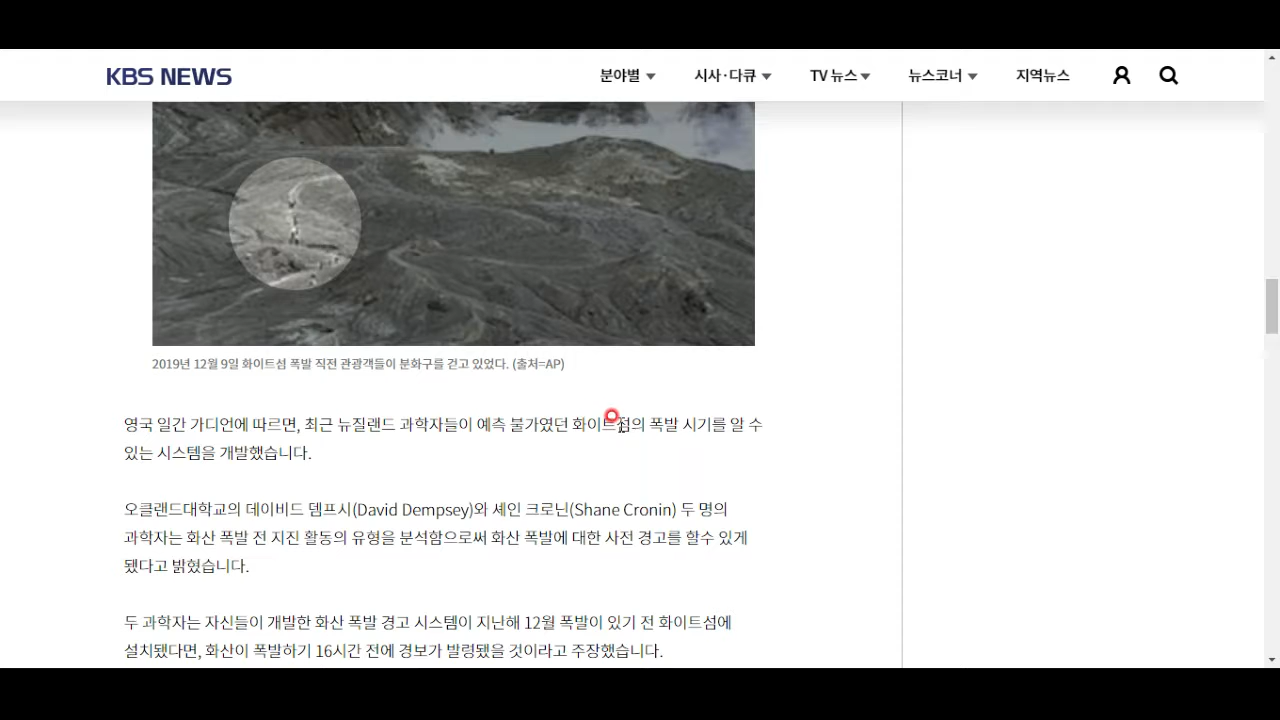 KBS NEWS
분야별
시사·다큐
TV 뉴스
뉴스코너
지역뉴스
2019년 12월 9일 화이트섬 폭발 직전 관광객들이 분화구를 걷고 있었다. (출처=AP)
영국 일간 가디언에 따르면, 최근 뉴질랜드 과학자들이 예측 불가였던 화이트섬의 폭발 시기를 알 수
있는 시스템을 개발했습니다.
오클랜드대학교의 데이비드 뎀프시(David Dempsey)와 셰인 크로닌(Shane Cronin) 두 명의
과학자는 화산 폭발 전 지진 활동의 유형을 분석함으로써 화산 폭발에 대한 사전 경고를 할수 있게
됐다고 밝혔습니다.
두 과학자는 자신들이 개발한 화산 폭발 경고 시스템이 지난해 12월 폭발이 있기 전 화이트섬에
설치됐다면, 화산이 폭발하기 16시간 전에 경보가 발령됐을 것이라고 주장했습니다.